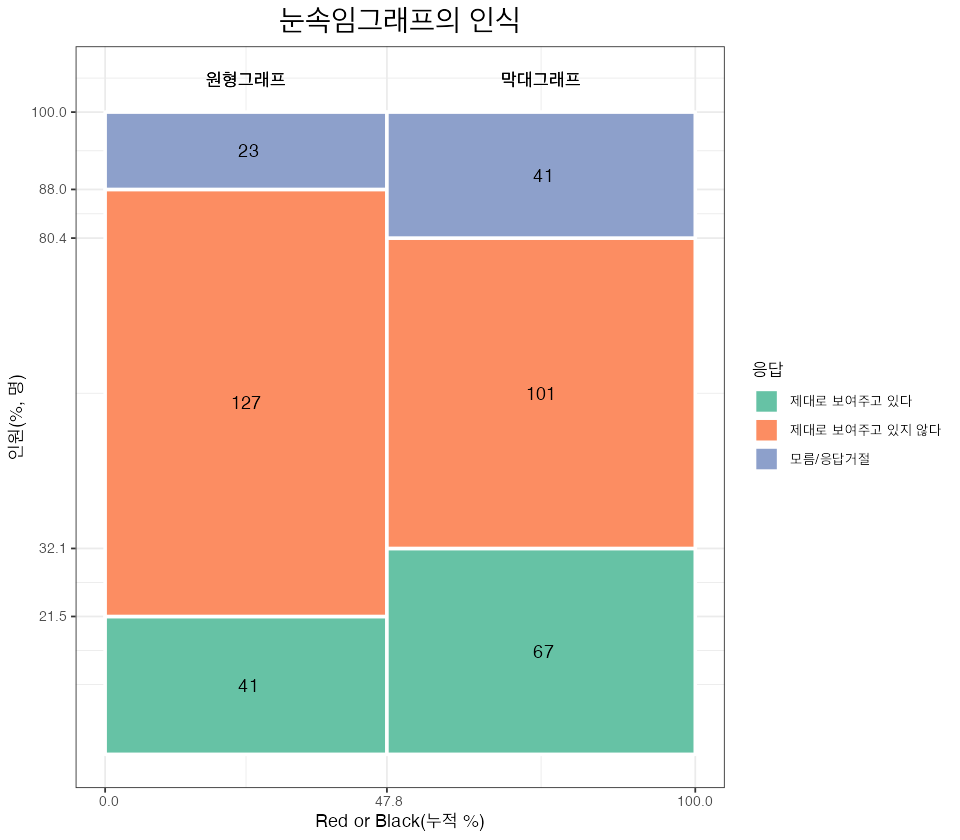 눈속임그래프의 인식
원형그래프
막대그래프
100.0
23
41
88.0
80.4
127
101
32.1
21.5
67
41
인원(%, 명)
0.0
47.8
100.0
Red or Black(누적 %)
응답
제대로 보여주고 있다
제대로 보여주고 있지 않다
모름/응답거절